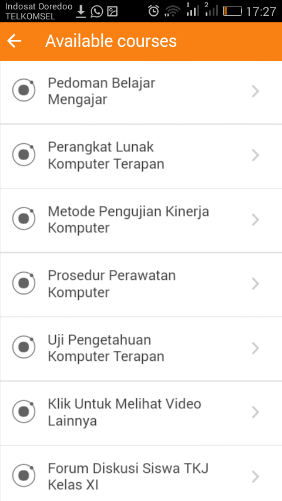 Indosat Ooredoo
TELKOMSEL
1
2
17:27
Available courses
Pedoman Belajar
Mengajar
Perangkat Lunak
Komputer Terapan
Metode Pengujian Kinerja
Komputer
Prosedur Perawatan
Komputer
Uji Pengetahuan
Komputer Terapan
Klik Untuk Melihat Video
Lainnya
Forum Diskusi Siswa TKJ
Kelas XI